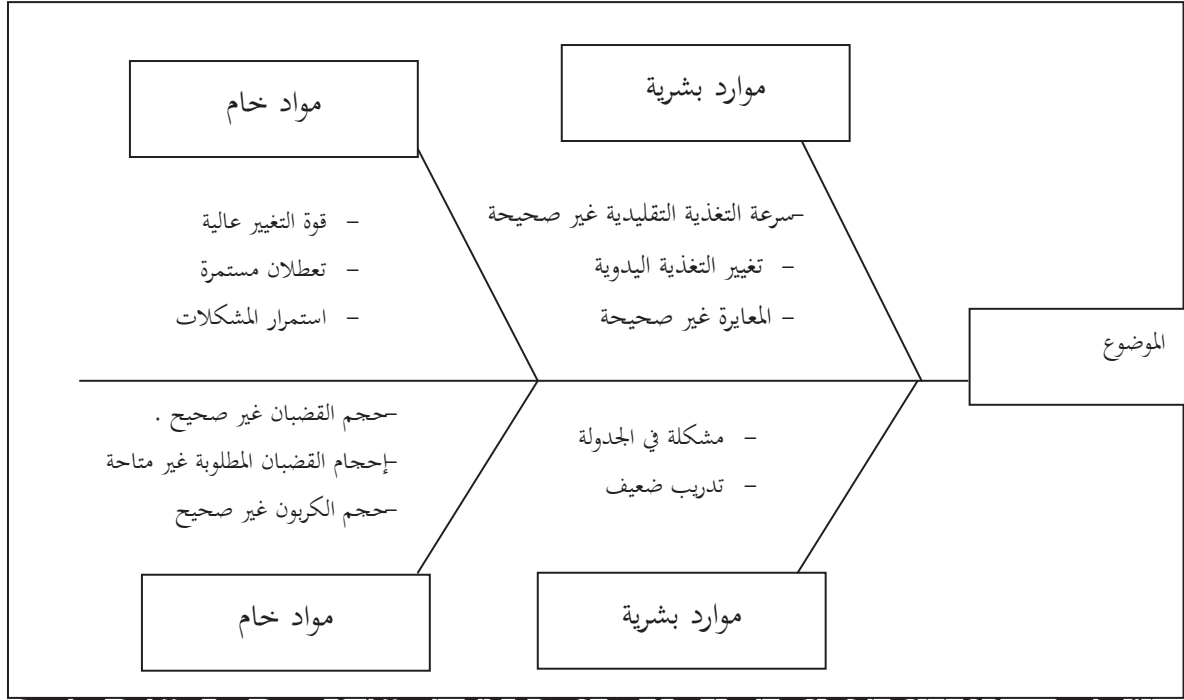 موارد بشرية
مواد خام
–سرعة التغذية التقليدية غير صحيحة
– تغيير التغذية اليدوية
– المعايرة غير صحيحة
– قوة التغيير عالية
– تعطلان مستمرة
– استمرار المشكلات
الموضوع
– مشكلة في الجدولة
– تدريب ضعيف
–حجم القضبان غير صحيح .
–إحجام القضبان المطلوبة غير متاحة
–حجم الكربون غير صحيح
موارد بشرية
مواد خام